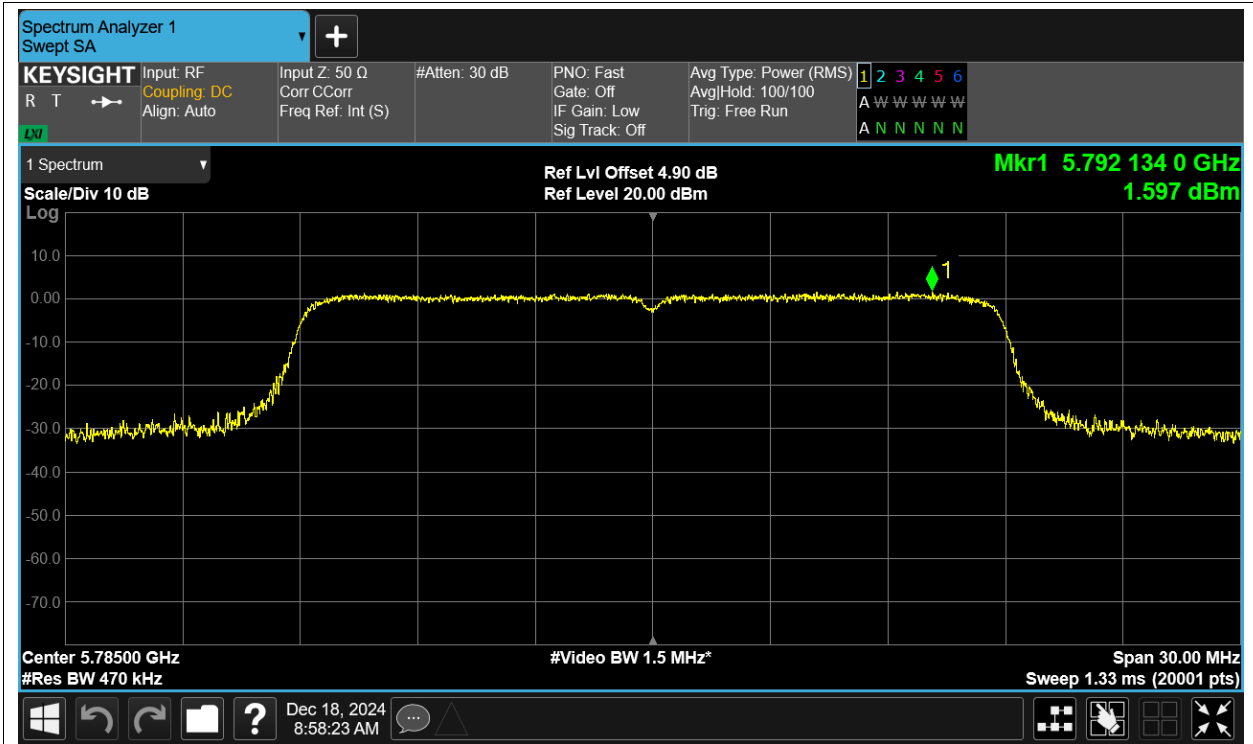 Spectrum Analyzer 1
Swept SA
KEYSIGHT
R T
LXI
Input: RF
Coupling: DC
Align: Auto
Input Z: 50 Ω
Corr CCorr
Freq Ref: Int (S)
#Atten: 30 dB
PNO: Fast
Gate: Off
IF Gain: Low
Sig Track: Off
Avg Type: Power (RMS)
Avg|Hold: 100/100
Trig: Free Run
1 2 3 4 5 6
A W W W W W
A N N N N N
1 Spectrum
Scale/Div 10 dB
Log
Ref Lvl Offset 4.90 dB
Ref Level 20.00 dBm
Mkr1 5.792 134 0 GHz
1.597 dBm
10.0
0.00
-10.0
-20.0
-30.0
-40.0
-50.0
-60.0
-70.0
1
Center 5.78500 GHz
#Res BW 470 kHz
#Video BW 1.5 MHz*
Span 30.00 MHz
Sweep 1.33 ms (20001 pts)
?
Dec 18, 2024
8:58:23 AM